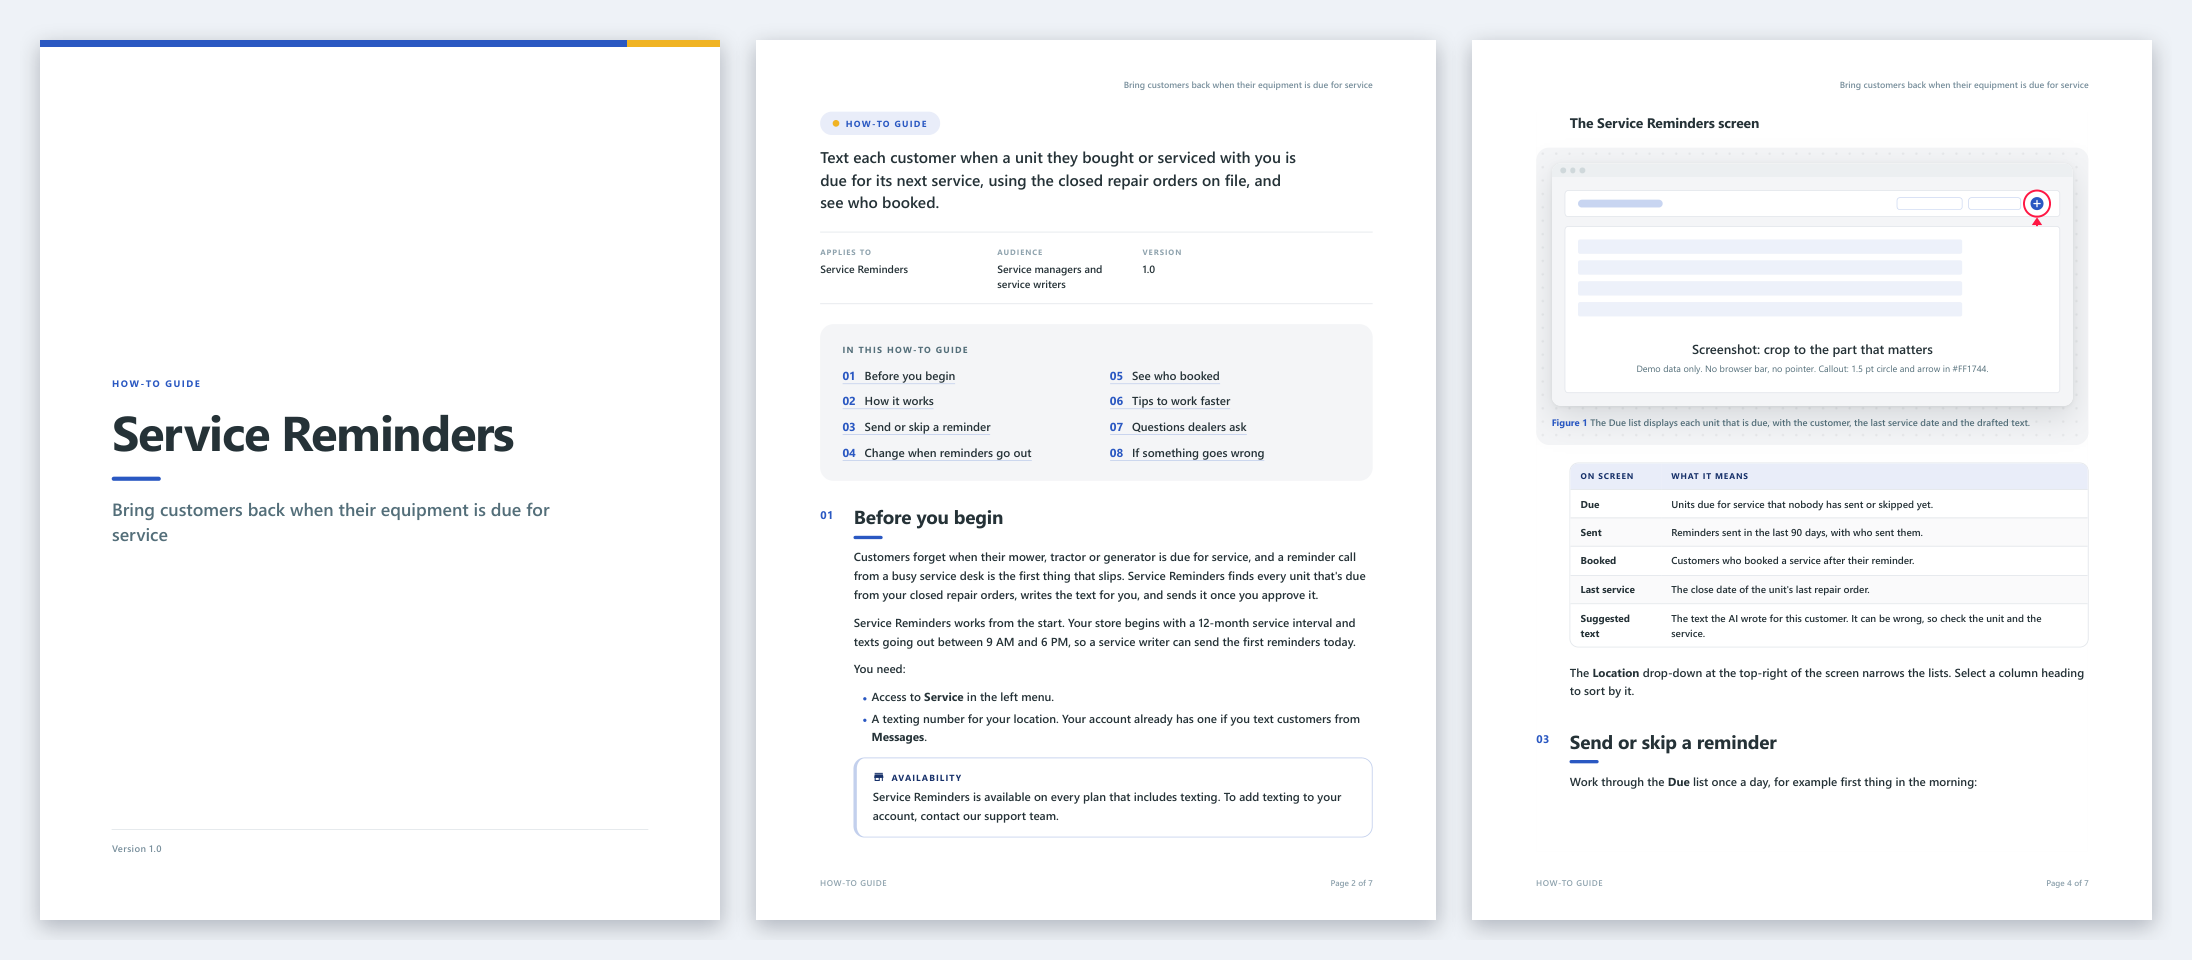 HOW-TO GUIDE
Service Reminders
Bring customers back when their equipment is due for
service
Version 1.0
Bring customers back when their equipment is due for service
HOW-TO GUIDE
Text each customer when a unit they bought or serviced with you is
due for its next service, using the closed repair orders on file, and
see who booked.
APPLIES TO
Service Reminders
AUDIENCE
Service managers and
service writers
VERSION
1.0
IN THIS HOW-TO GUIDE
01 Before you begin
02 How it works
03 Send or skip a reminder
04 Change when reminders go out
05 See who booked
06 Tips to work faster
07 Questions dealers ask
08 If something goes wrong
01 Before you begin
Customers forget when their mower, tractor or generator is due for service, and a reminder call
from a busy service desk is the first thing that slips. Service Reminders finds every unit that's due
from your closed repair orders, writes the text for you, and sends it once you approve it.
Service Reminders works from the start. Your store begins with a 12-month service interval and
texts going out between 9 AM and 6 PM, so a service writer can send the first reminders today.
You need:
• Access to Service in the left menu.
• A texting number for your location. Your account already has one if you text customers from
Messages.
AVAILABILITY
Service Reminders is available on every plan that includes texting. To add texting to your
account, contact our support team.
HOW-TO GUIDE
Page 2 of 7
Bring customers back when their equipment is due for service
The Service Reminders screen
Screenshot: crop to the part that matters
Demo data only. No browser bar, no pointer. Callout: 1.5 pt circle and arrow in #FF1744.
Figure 1 The Due list displays each unit that is due, with the customer, the last service date and the drafted text.
ON SCREEN WHAT IT MEANS
Due Units due for service that nobody has sent or skipped yet.
Sent Reminders sent in the last 90 days, with who sent them.
Booked Customers who booked a service after their reminder.
Last service The close date of the unit's last repair order.
Suggested
text
The text the AI wrote for this customer. It can be wrong, so check the unit and the
service.
The Location drop-down at the top-right of the screen narrows the lists. Select a column heading
to sort by it.
03 Send or skip a reminder
Work through the Due list once a day, for example first thing in the morning:
HOW-TO GUIDE
Page 4 of 7